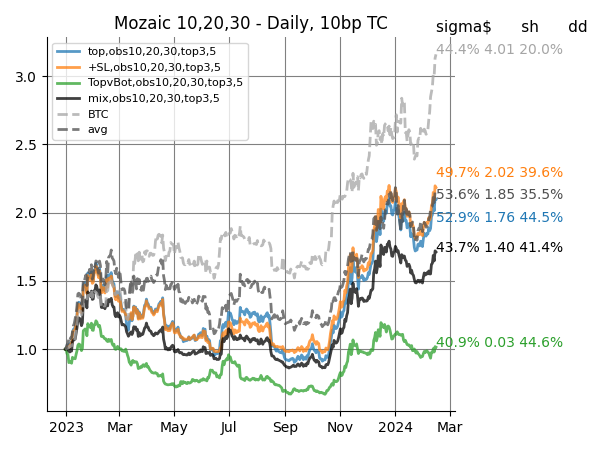 Mozaic 10,20,30 - Daily, 10bp TC
sigma$ sh dd
top,obs10,20,30,top3,5
+SL,obs10,20,30,top3,5
TopvBot,obs10,20,30,top3,5
mix,obs10,20,30,top3,5
BTC
avg
44.4% 4.01 20.0%
49.7% 2.02 39.6%
53.6% 1.85 35.5%
52.9% 1.76 44.5%
43.7% 1.40 41.4%
40.9% 0.03 44.6%
3.0
2.5
2.0
1.5
1.0
2023 Mar May Jul Sep Nov 2024 Mar